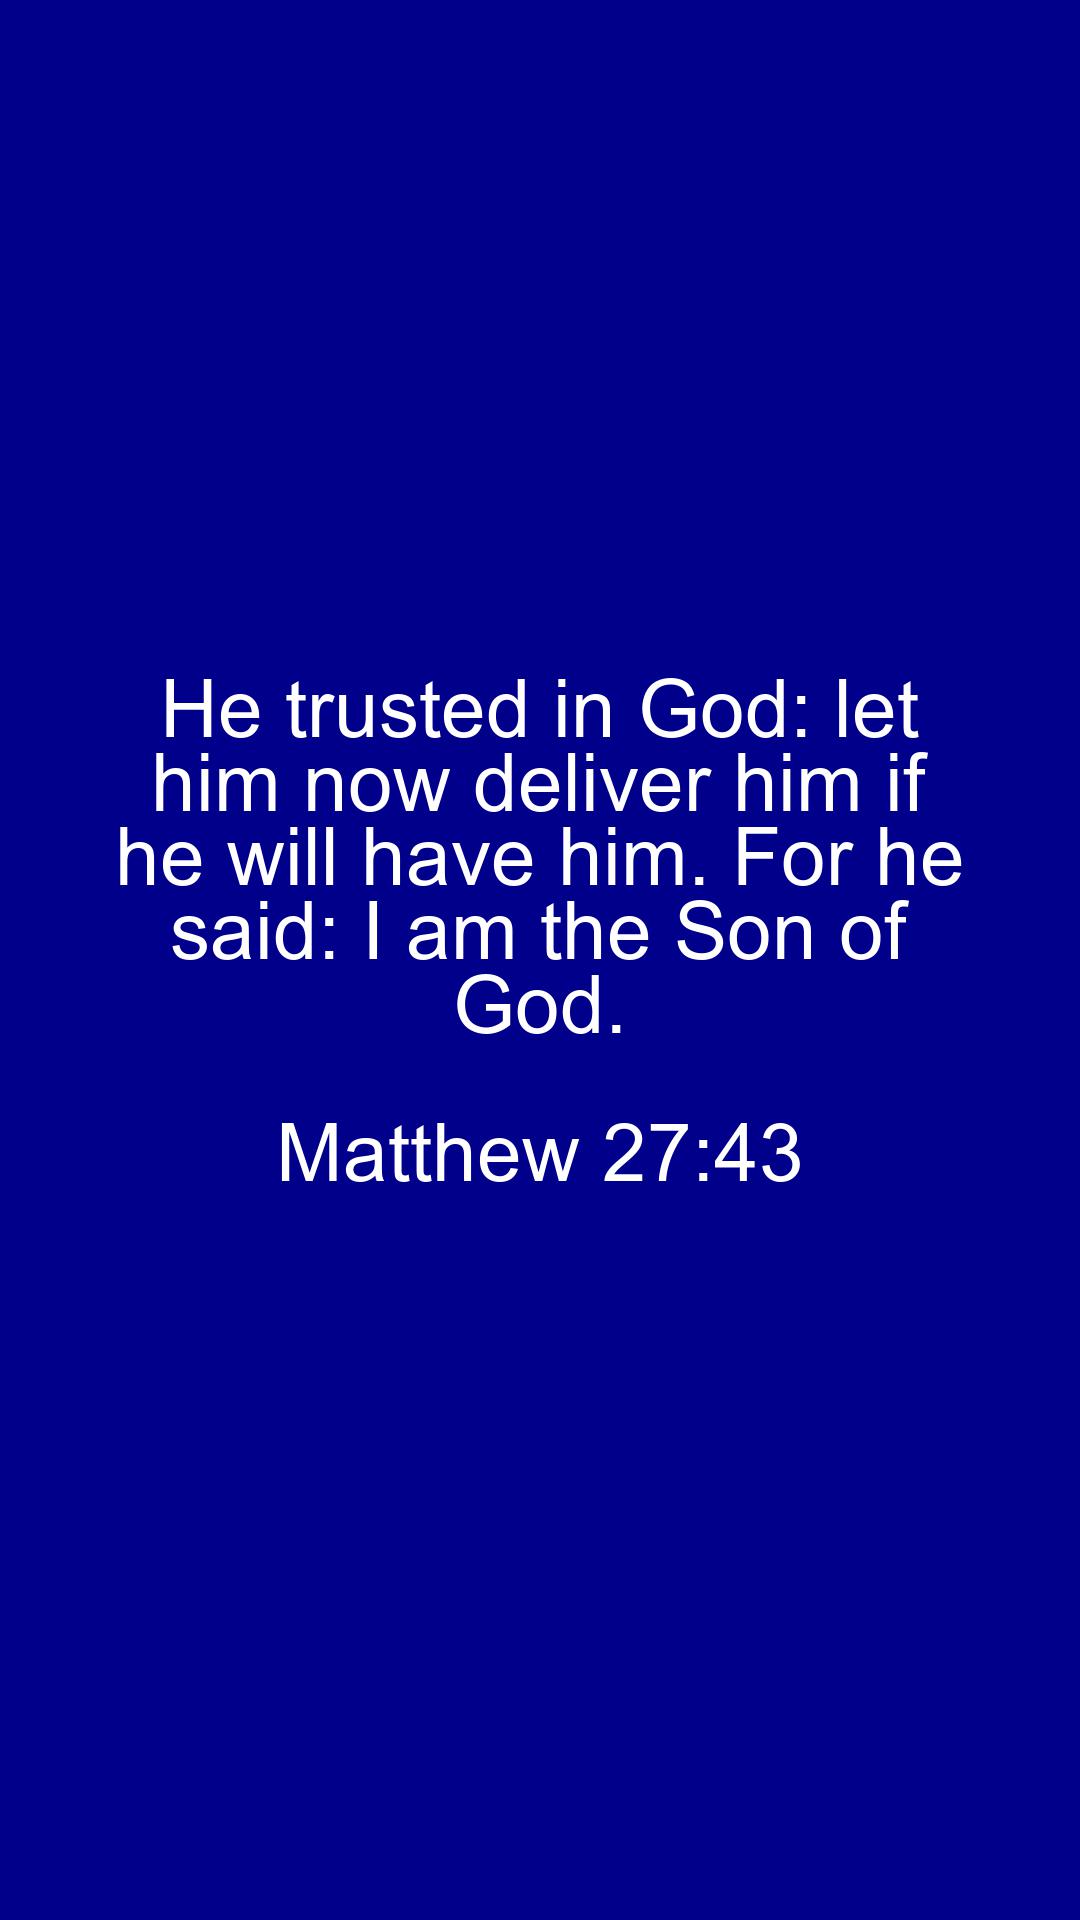 He trusted in God: let
him now deliver him if
he will have him. For he
said: I am the Son of
God.
Matthew 27:43